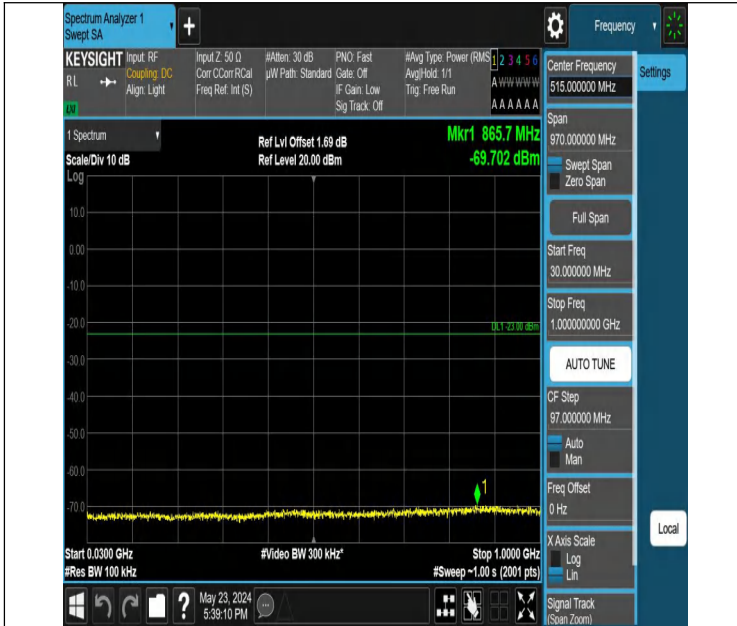 Spectrum Analyzer 1
Swept SA
+
Frequency
KEYSIGHT
RL
Input: RF
Coupling: DC
Align: Light
Input Z: 50 Ω
Corr CCorr RCal
Freq Ref: Int (S)
#Atten: 30 dB
µW Path: Standard
PNO: Fast
Gate: Off
IF Gain: Low
Sig Track: Off
#Avg Type: Power (RMS
Avg|Hold: 1/1
Trig: Free Run
1 2 3 4 5 6
A W W W W W
A A A A A A
1 Spectrum
Scale/Div 10 dB
Log
Ref Lvl Offset 1.69 dB
Ref Level 20.00 dBm
Mkr1 865.7 MHz
-69.702 dBm
10.0
0.00
-10.0
-20.0
DL1 -23.00 dBm
-30.0
-40.0
-50.0
-60.0
1
-70.0
Start 0.0300 GHz
#Res BW 100 kHz
#Video BW 300 kHz*
Stop 1.0000 GHz
#Sweep ~1.00 s (2001 pts)
?
May 23, 2024
5:39:10 PM
Center Frequency
515.000000 MHz
Settings
Span
970.000000 MHz
Swept Span
Zero Span
Full Span
Start Freq
30.000000 MHz
Stop Freq
1.000000000 GHz
AUTO TUNE
CF Step
97.000000 MHz
Auto
Man
Freq Offset
0 Hz
Local
X Axis Scale
Log
Lin
Signal Track
(Span Zoom)